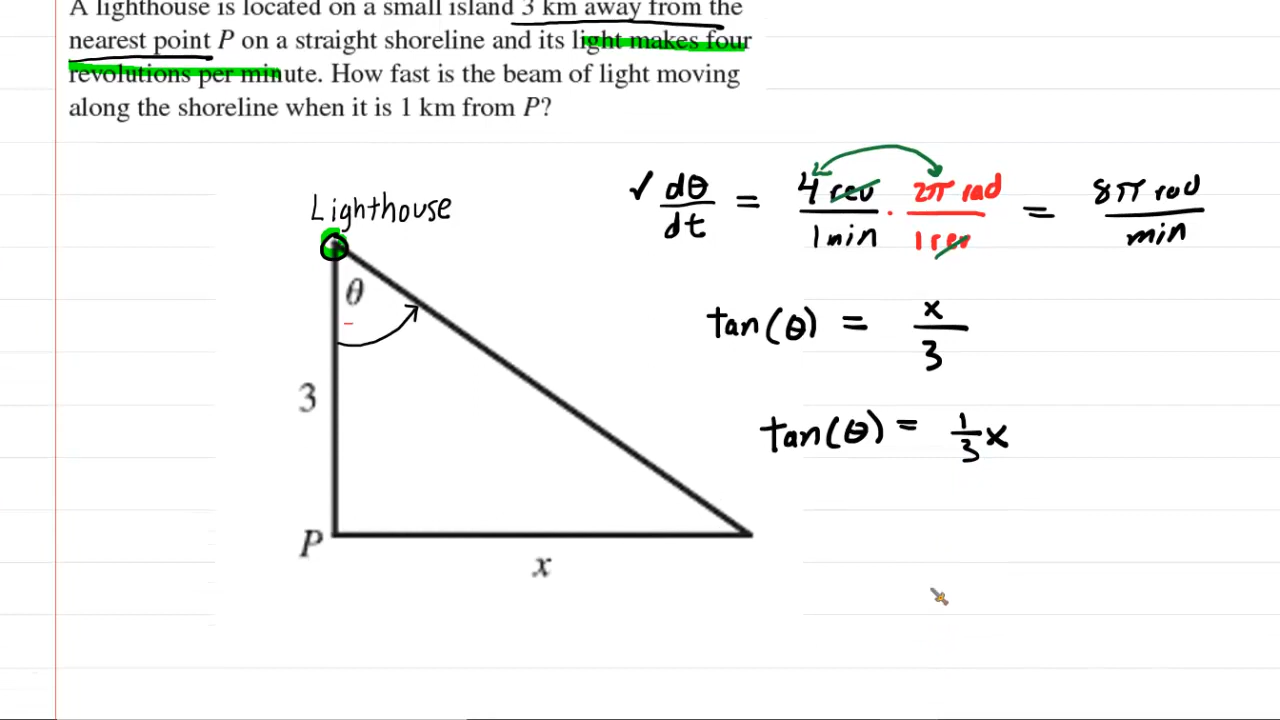 A lighthouse is located on a small island 3 km away from the
nearest point P on a straight shoreline and its light makes four
revolutions per minute. How fast is the beam of light moving
along the shoreline when it is 1 km from P?
✓ dθ/dt = 4 rev/1 min · 2π rad/1 rev = 8π rad/min
Lighthouse
θ
tan(θ) = x/3
3
tan(θ) = 1/3 x
P
x